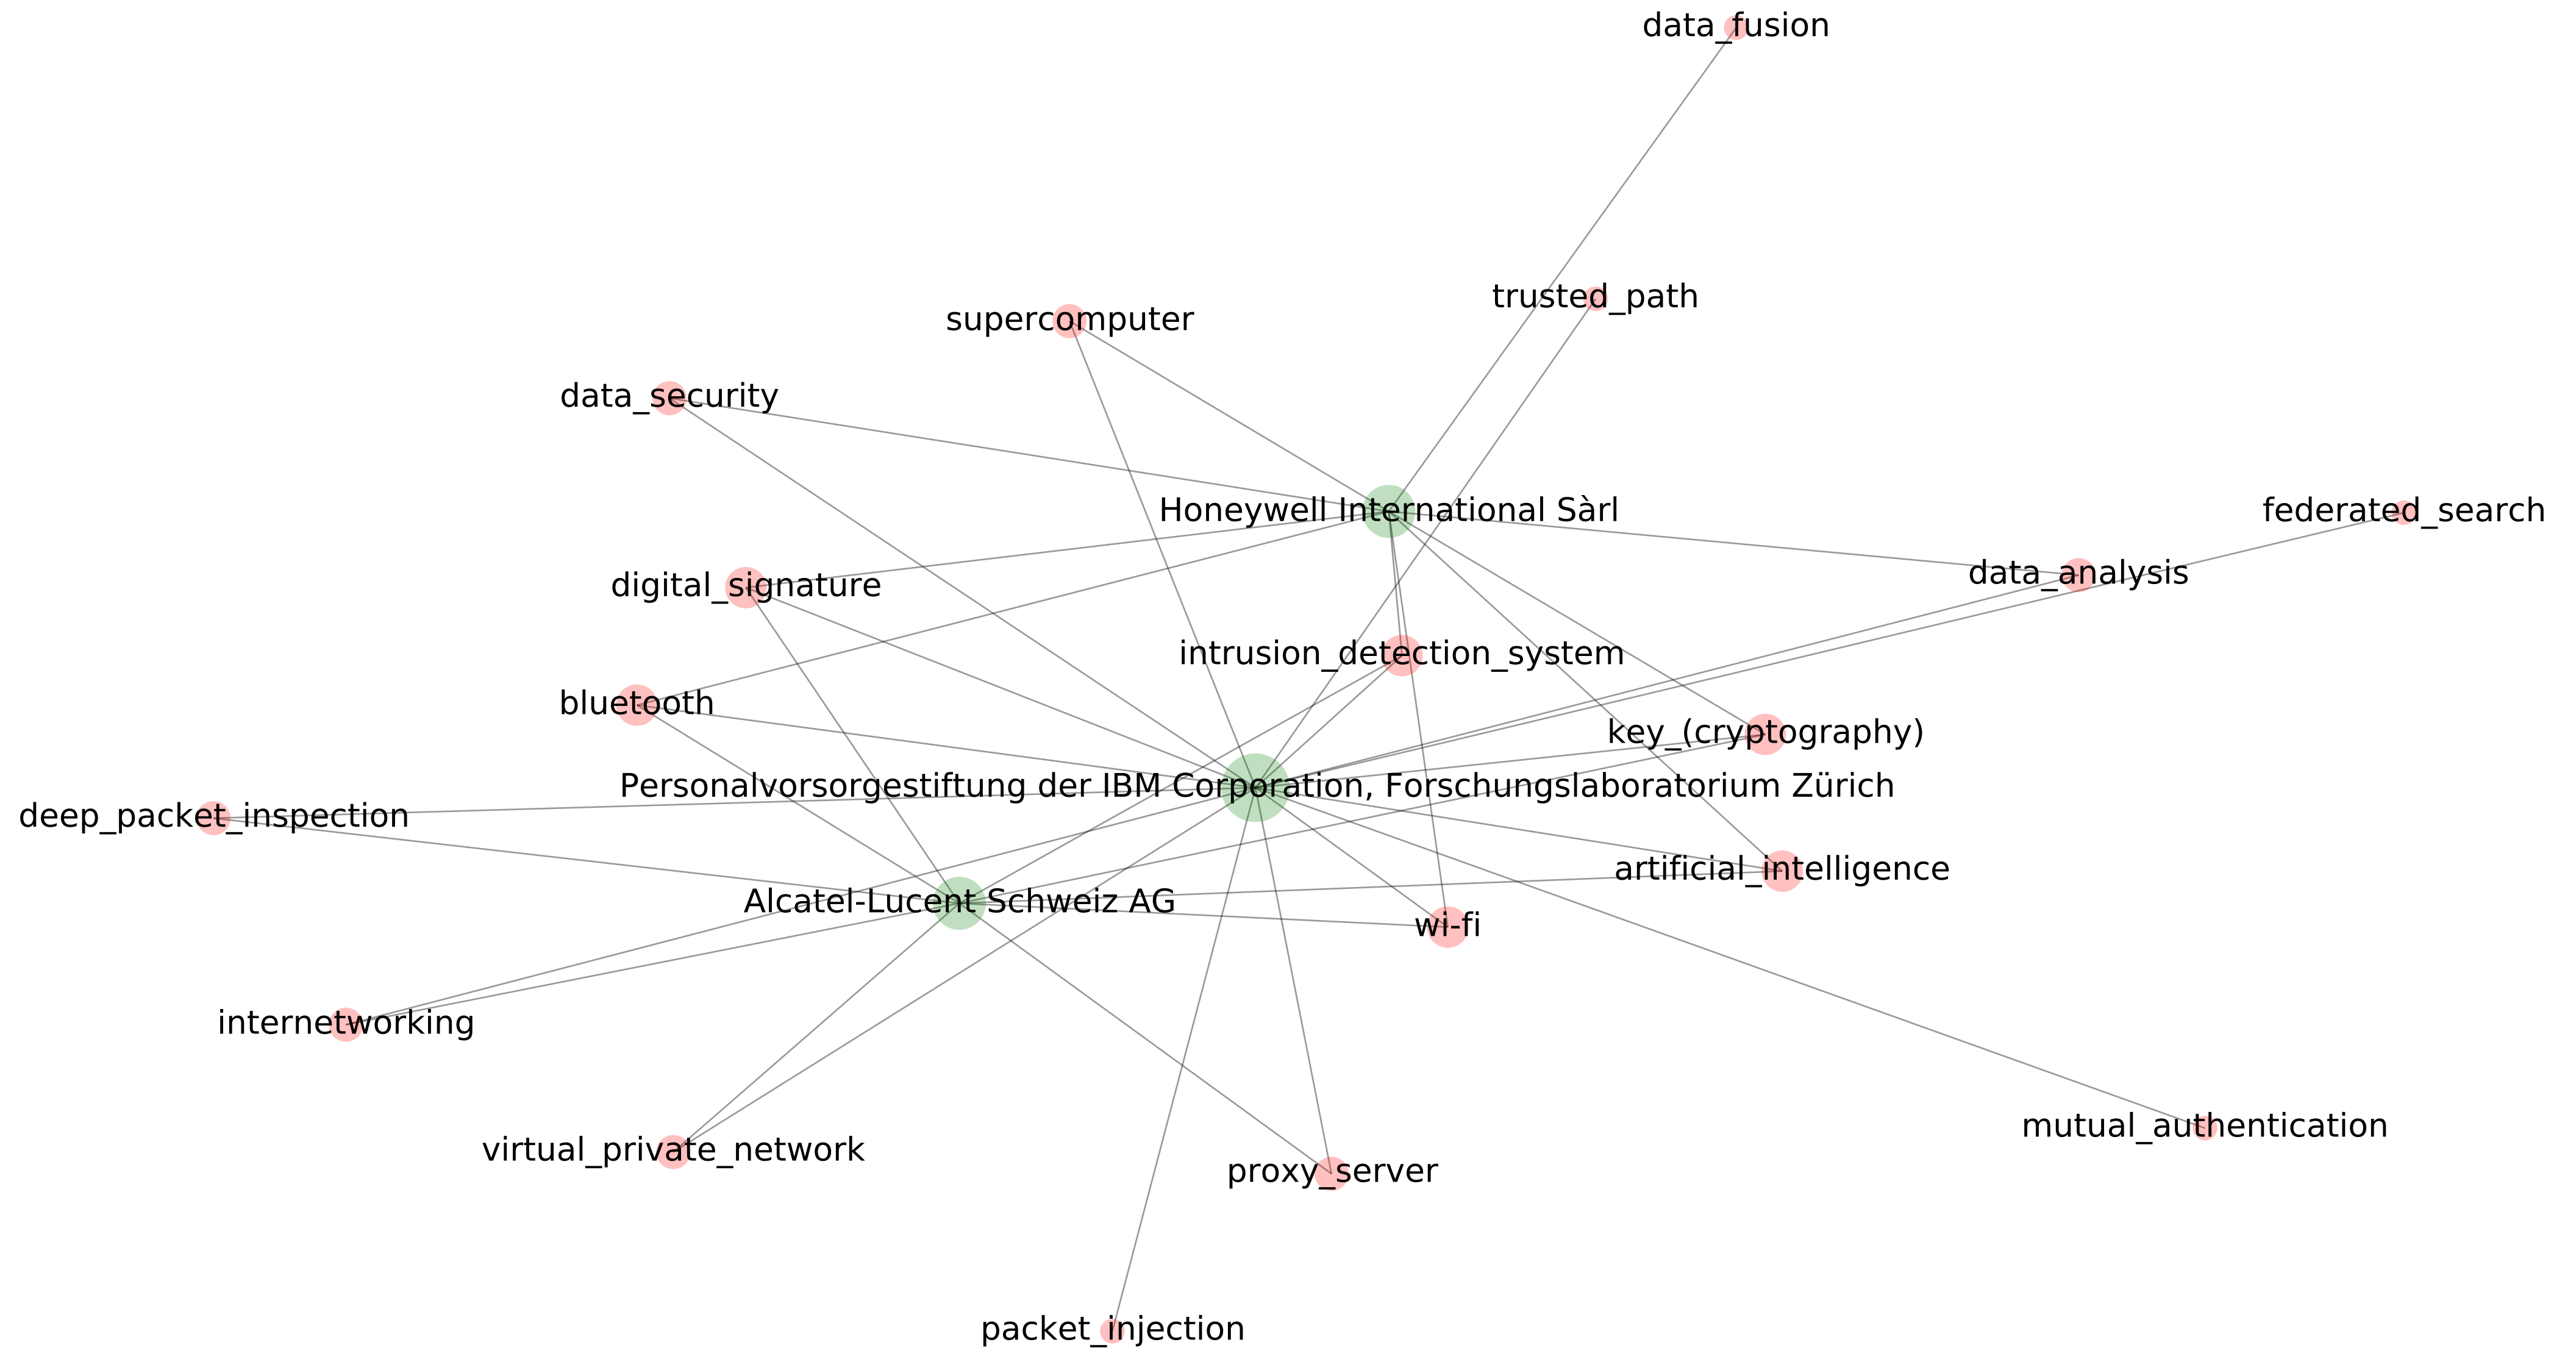 data_fusion
trusted_path
supercomputer
data_security
Honeywell International Sàrl
federated_search
data_analysis
digital_signature
intrusion_detection_system
bluetooth
key_(cryptography)
Personalvorsorgestiftung der IBM Corporation, Forschungslaboratorium Zürich
deep_packet_inspection
artificial_intelligence
Alcatel-Lucent Schweiz AG
wi-fi
internetworking
mutual_authentication
virtual_private_network
proxy_server
packet_injection